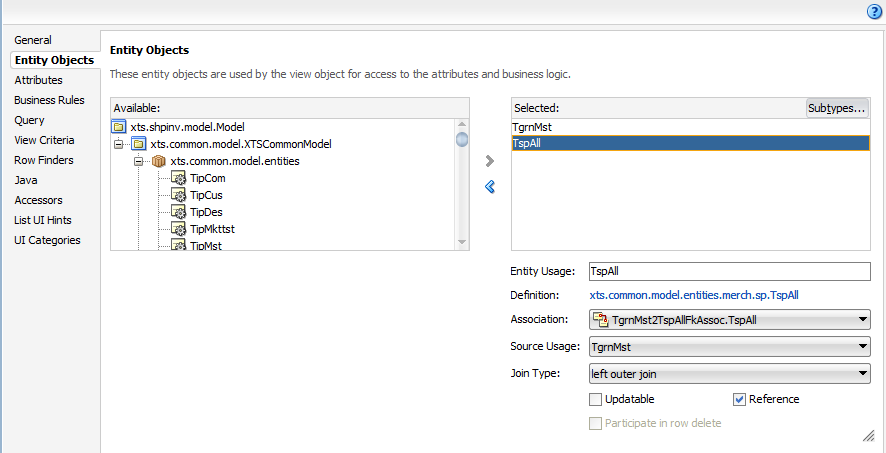 ?
General
Entity Objects
Attributes
Business Rules
Query
View Criteria
Row Finders
Java
Accessors
List UI Hints
UI Categories
Entity Objects
These entity objects are used by the view object for access to the attributes and business logic.
Available:
xts.shpinv.model.Model
xts.common.model.XTSCommonModel
xts.common.model.entities
TipCom
TipCus
TipDes
TipMkttst
TipMst
Selected:
Subtypes...
TgrnMst
TspAll
Entity Usage: TspAll
Definition: xts.common.model.entities.merch.sp.TspAll
Association: TgrnMst2TspAllFkAssoc.TspAll
Source Usage: TgrnMst
Join Type: left outer join
Updatable Reference
Participate in row delete